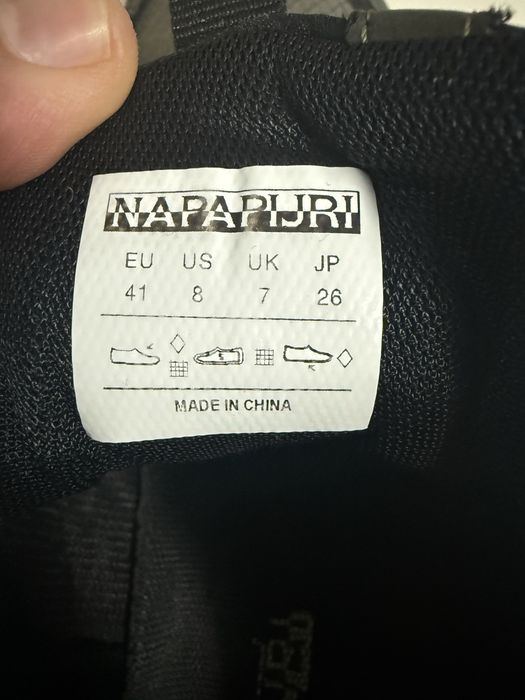 NAPAPIJRI
EU US UK JP
41 8 7 26
MADE IN CHINA